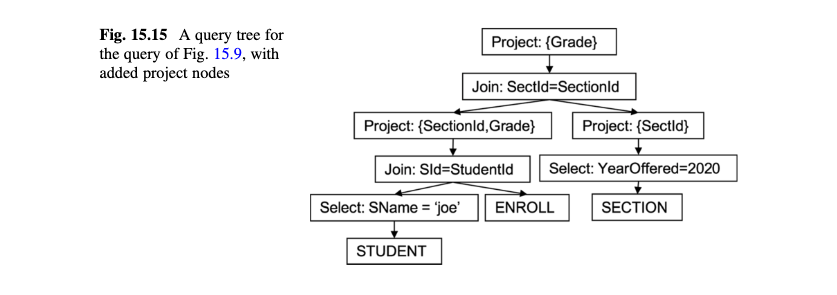 Fig. 15.15 A query tree for
the query of Fig. 15.9, with
added project nodes
Project: {Grade}
Join: SectId=SectionId
Project: {SectionId,Grade}
Project: {SectId}
Join: SId=StudentId
Select: YearOffered=2020
Select: SName = ‘joe’
ENROLL
SECTION
STUDENT